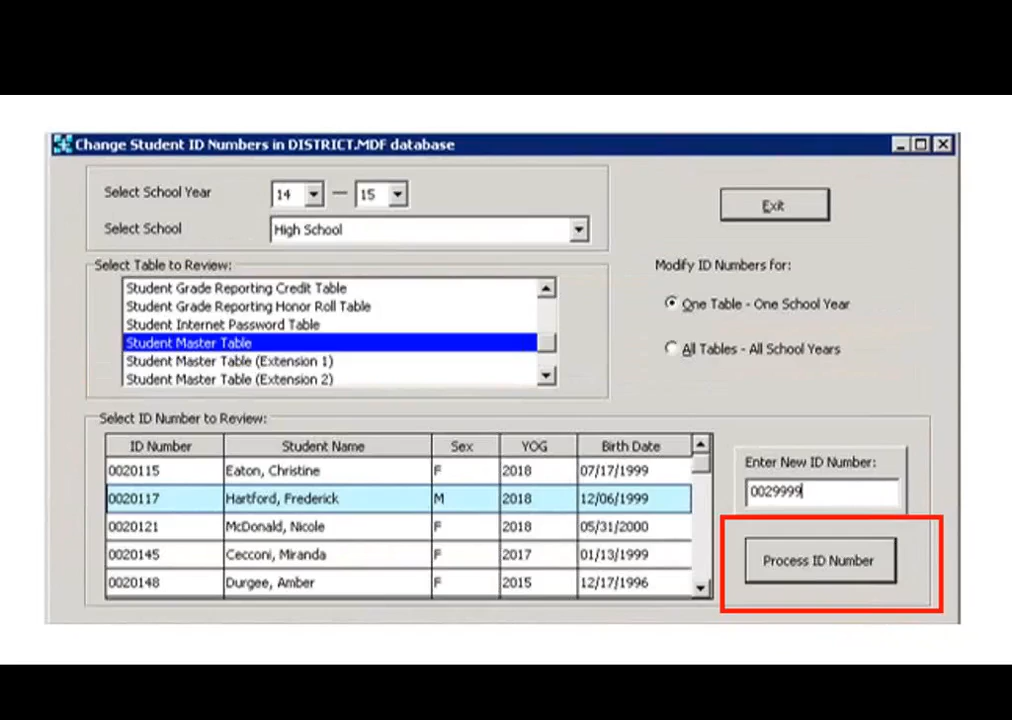 Change Student ID Numbers in DISTRICT.MDF database
Select School Year 14 — 15
Select School High School
Exit
Select Table to Review:
Student Grade Reporting Credit Table
Student Grade Reporting Honor Roll Table
Student Internet Password Table
Student Master Table
Student Master Table (Extension 1)
Student Master Table (Extension 2)
Modify ID Numbers for:
One Table - One School Year
All Tables - All School Years
Select ID Number to Review:
ID Number Student Name Sex YOG Birth Date
0020115 Eaton, Christine F 2018 07/17/1999
0020117 Hartford, Frederick M 2018 12/06/1999
0020121 McDonald, Nicole F 2018 05/31/2000
0020145 Cecconi, Miranda F 2017 01/13/1999
0020148 Durgee, Amber F 2015 12/17/1996
Enter New ID Number:
0029999
Process ID Number